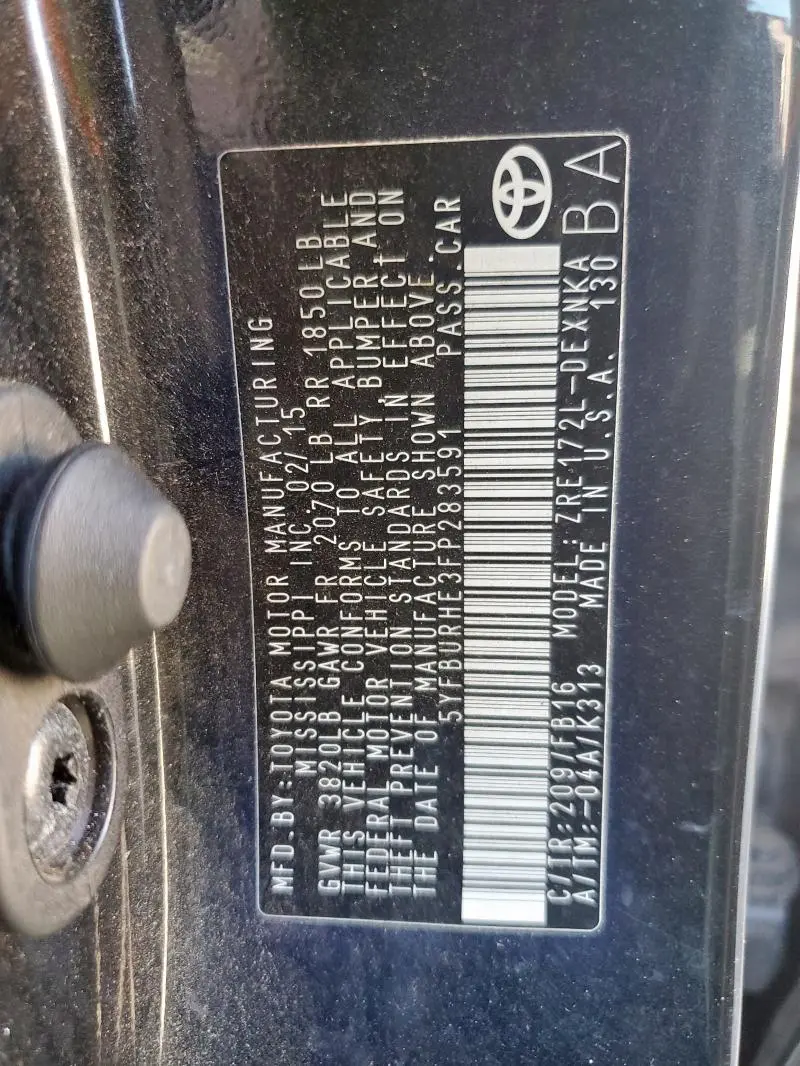 MFD.BY:TOYOTA MOTOR MANUFACTURING
MISSISSIPPI INC.02/15
GVWR 3820LB GAWR FR 2070LB RR 1850LB
THIS VEHICLE CONFORMS TO ALL APPLICABLE
FEDERAL MOTOR VEHICLE SAFETY, BUMPER AND
THEFT PREVENTION STANDARDS IN EFFECT ON
THE DATE OF MANUFACTURE SHOWN ABOVE.
5YFBURHE3FP283591 PASS.CAR
C/TR:209/FB16 MODEL:ZRE172L-DEXNKA
A/TM:-04A/K313 MADE IN U.S.A. 130 BA